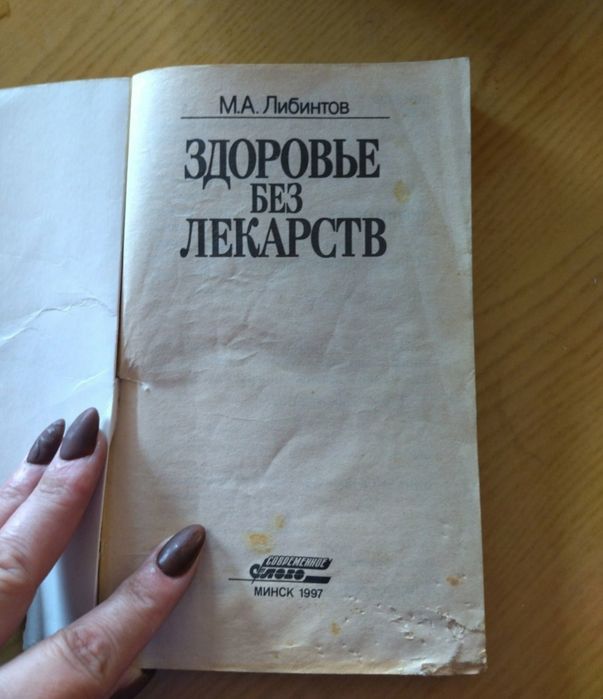 М.А. Либинтов
ЗДОРОВЬЕ
БЕЗ
ЛЕКАРСТВ
СОВРЕМЕННОЕ
СЛОВО
МИНСК 1997